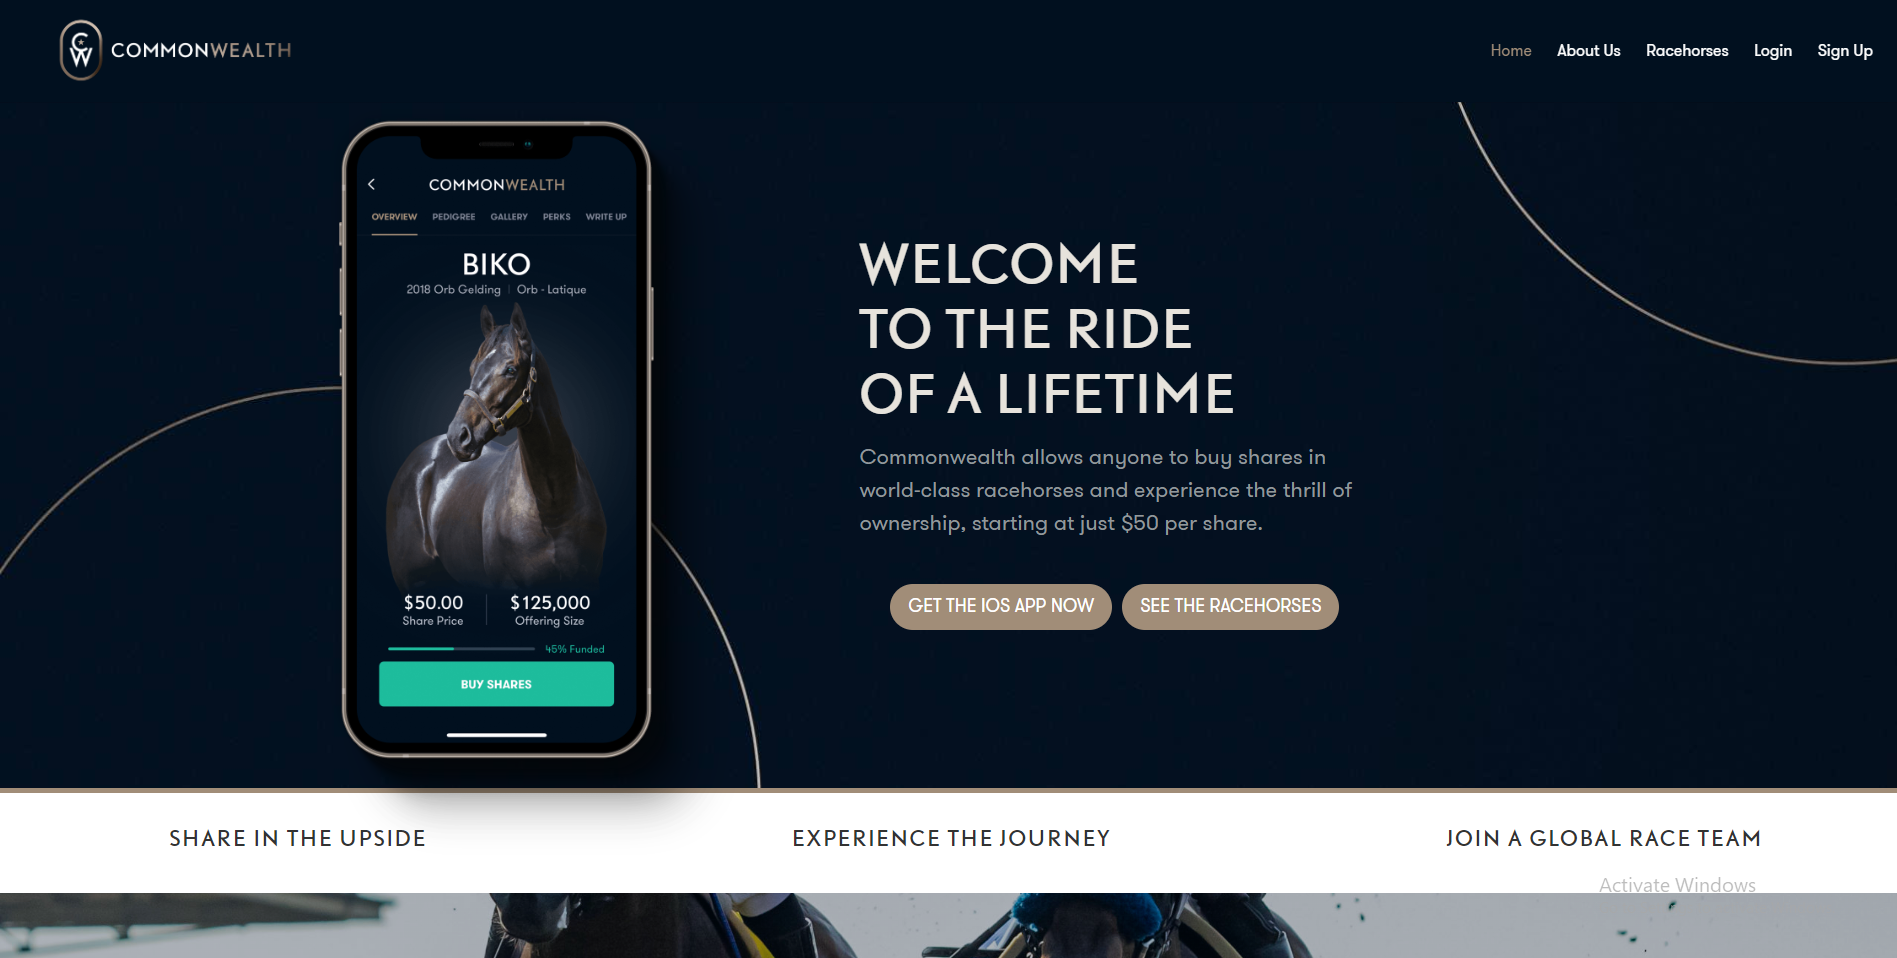 CW COMMONWEALTH
Home About Us Racehorses Login Sign Up
COMMONWEALTH
OVERVIEW PEDIGREE GALLERY PERKS WRITE UP
BIKO
2018 Orb Gelding | Orb - Latique
$50.00 $125,000
Share Price Offering Size
45% Funded
BUY SHARES
WELCOME
TO THE RIDE
OF A LIFETIME
Commonwealth allows anyone to buy shares in
world-class racehorses and experience the thrill of
ownership, starting at just $50 per share.
GET THE IOS APP NOW SEE THE RACEHORSES
SHARE IN THE UPSIDE EXPERIENCE THE JOURNEY JOIN A GLOBAL RACE TEAM
Activate Windows